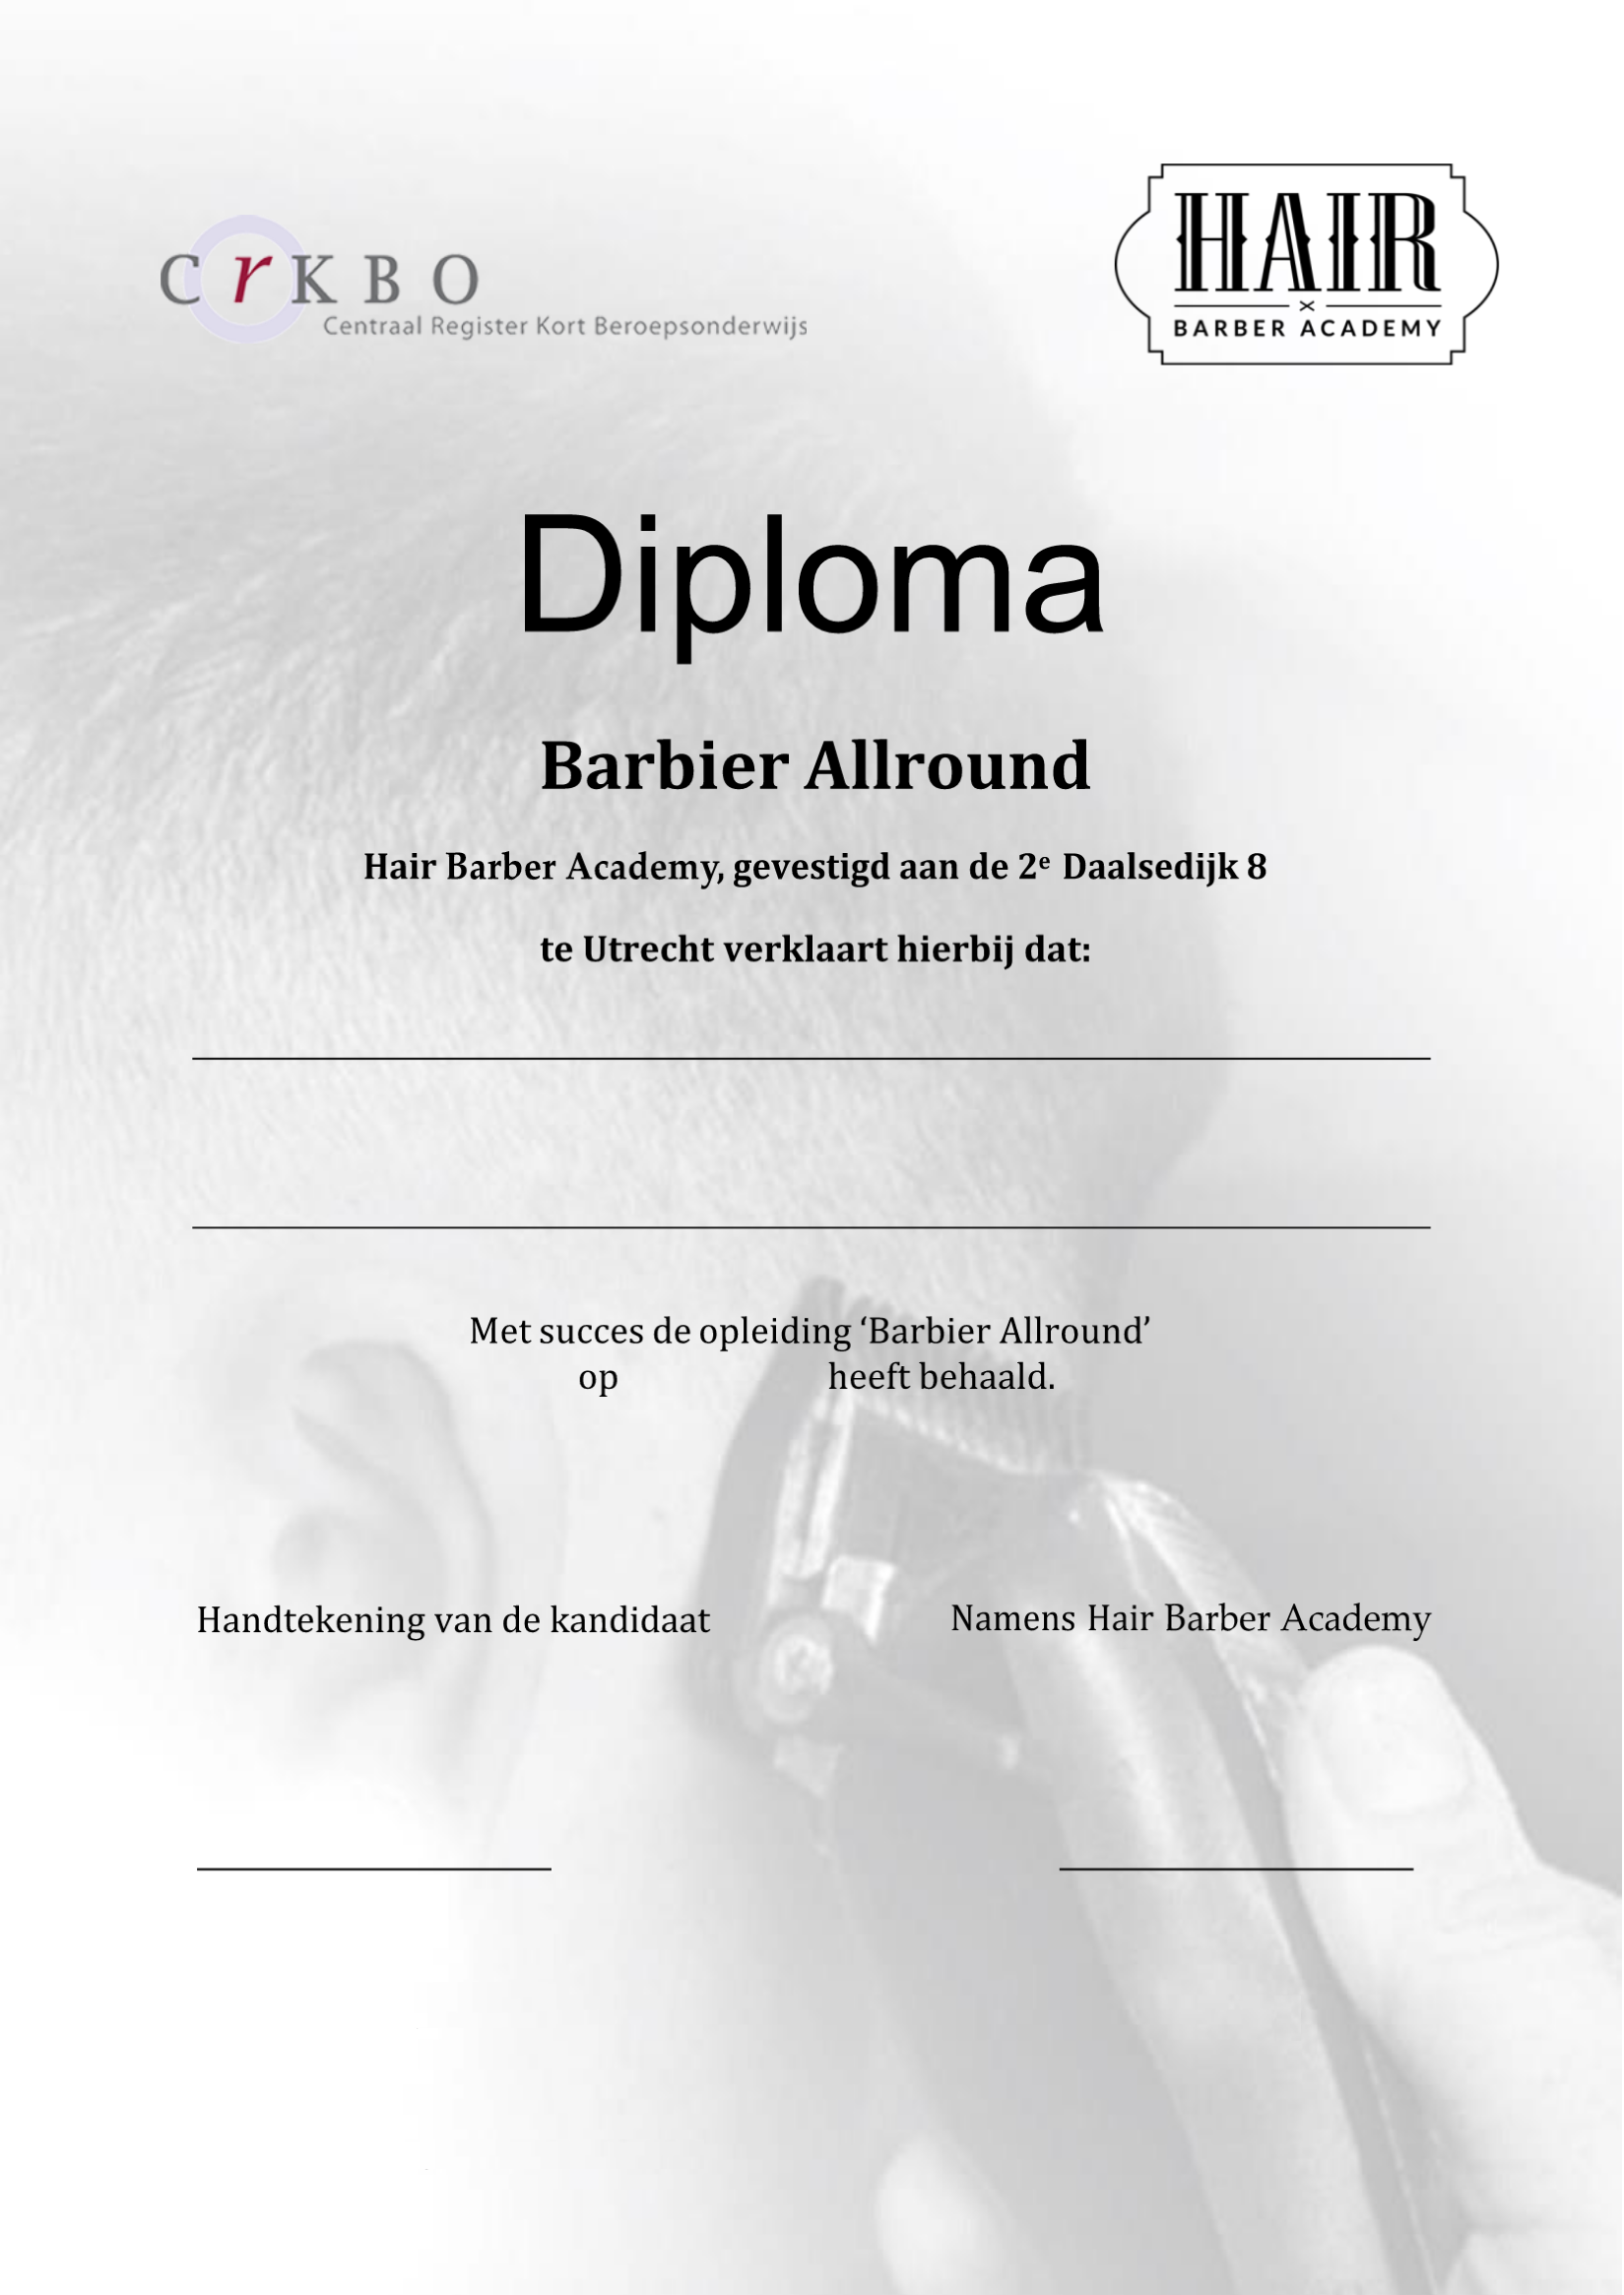 CrKBO
Centraal Register Kort Beroepsonderwijs
HAIR
BARBER ACADEMY
Diploma
Barbier Allround
Hair Barber Academy, gevestigd aan de 2e Daalsedijk 8
te Utrecht verklaart hierbij dat:
Met succes de opleiding ‘Barbier Allround’
op heeft behaald.
Handtekening van de kandidaat Namens Hair Barber Academy